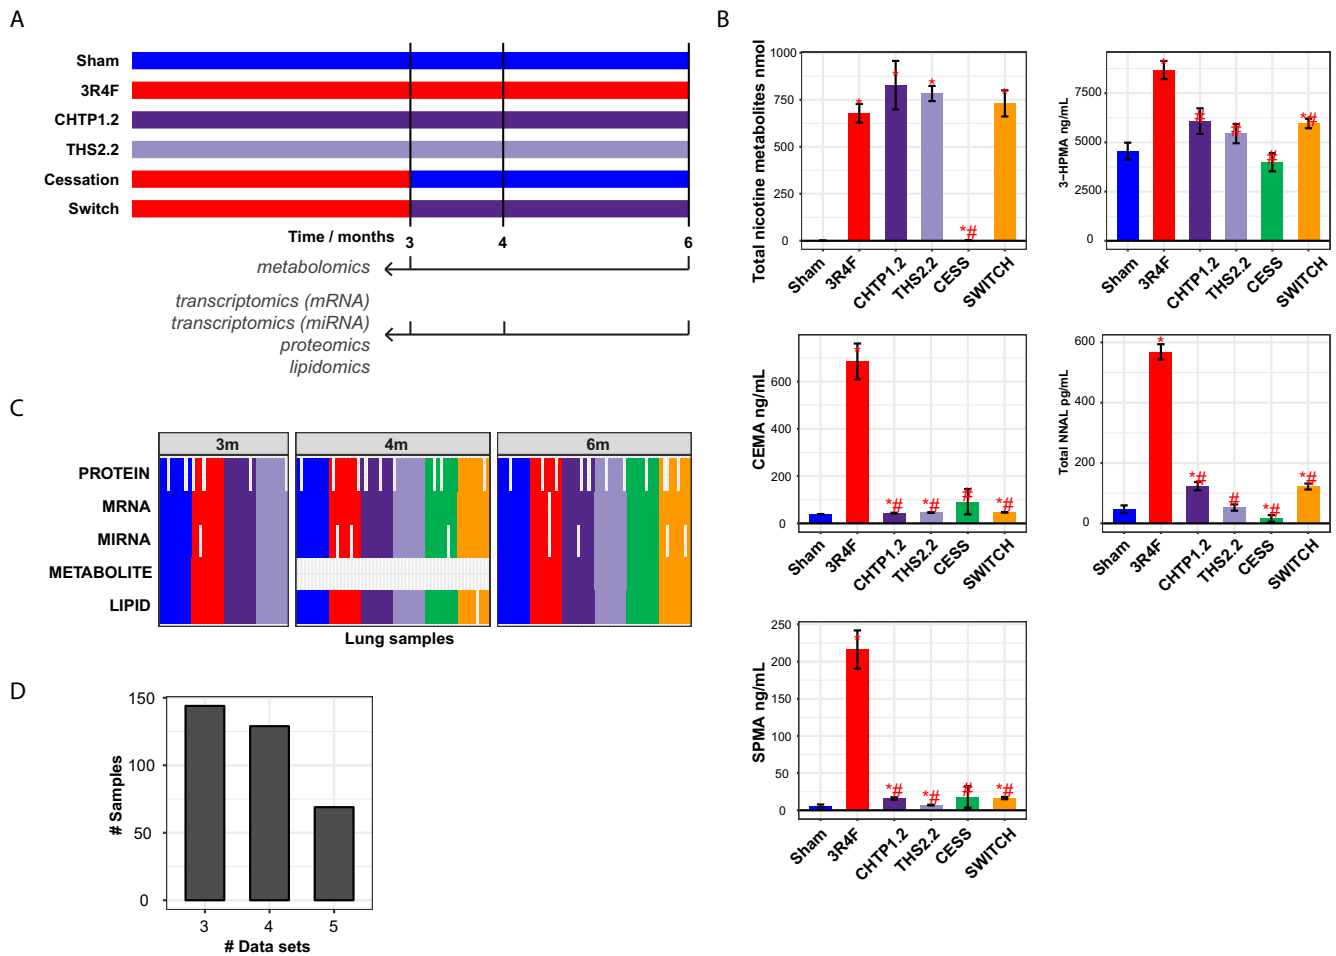 A
Sham
3R4F
CHTP1.2
THS2.2
Cessation
Switch
Time / months
3
4
6
metabolomics
transcriptomics (mRNA)
transcriptomics (miRNA)
proteomics
lipidomics
B
Total nicotine metabolites nmol
1000
750
500
250
0
*
*
*
*#
*
Sham
3R4F
CHTP1.2
THS2.2
CESS
SWITCH
3-HPMA ng/mL
7500
5000
2500
0
*
#
#
#
*#
Sham
3R4F
CHTP1.2
THS2.2
CESS
SWITCH
CEMA ng/mL
600
400
200
0
*
*#
*#
#
*#
Sham
3R4F
CHTP1.2
THS2.2
CESS
SWITCH
Total NNAL pg/mL
600
400
200
0
*
*#
#
*#
*#
Sham
3R4F
CHTP1.2
THS2.2
CESS
SWITCH
SPMA ng/mL
250
200
150
100
50
0
*
*#
*#
#
*#
Sham
3R4F
CHTP1.2
THS2.2
CESS
SWITCH
C
3m
4m
6m
PROTEIN
MRNA
MIRNA
METABOLITE
LIPID
Lung samples
D
# Samples
150
100
50
0
3
4
5
# Data sets